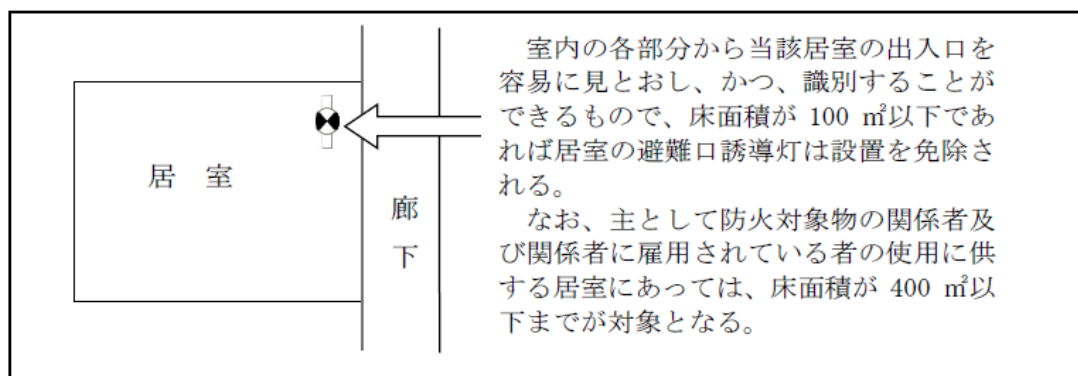 居 室
廊
下
室内の各部分から当該居室の出入口を
容易に見とおし、かつ、識別することが
できるもので、床面積が 100 ㎡以下であ
れば居室の避難口誘導灯は設置を免除さ
れる。
なお、主として防火対象物の関係者及
び関係者に雇用されている者の使用に供
する居室にあっては、床面積が 400 ㎡以
下までが対象となる。